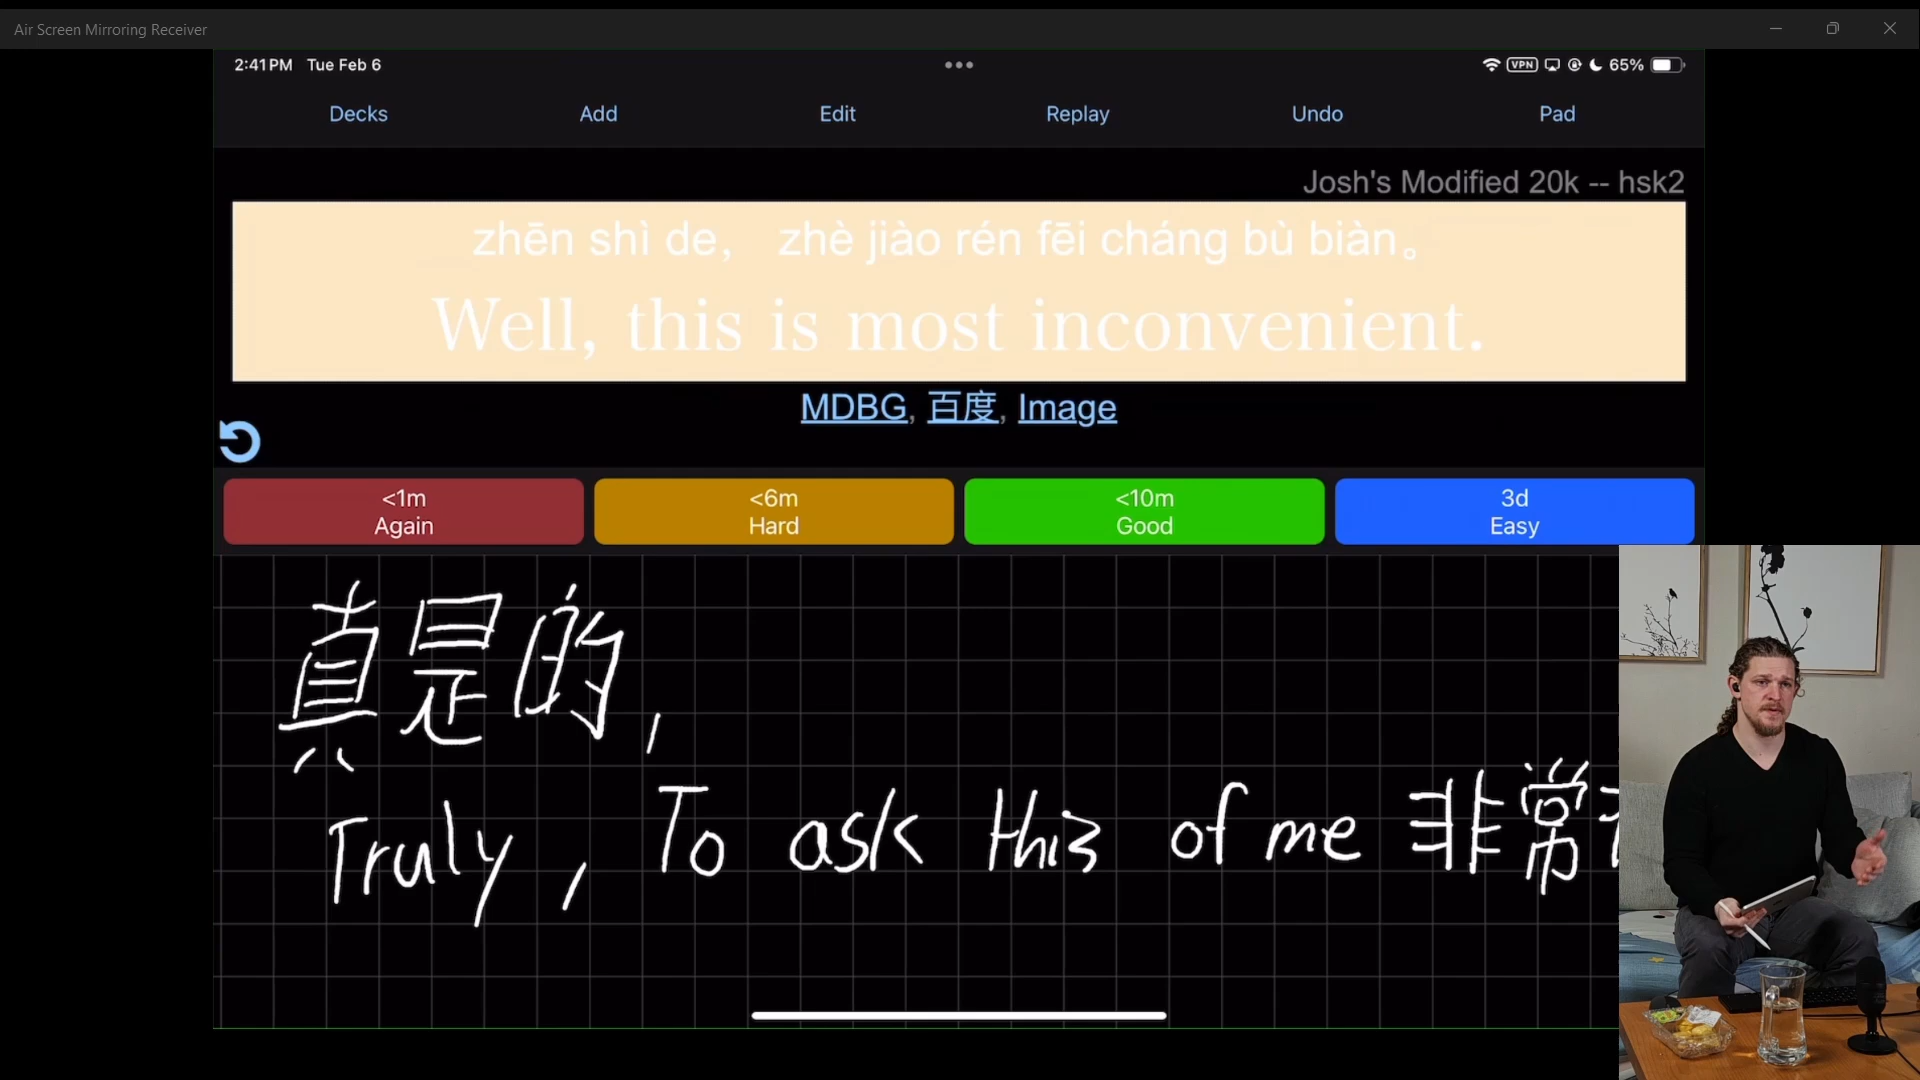 Air Screen Mirroring Receiver
2:41 PM Tue Feb 6
VPN 65%
Decks Add Edit Replay Undo Pad
Josh's Modified 20k -- hsk2
zhēn shì de， zhè jiào rén fēi cháng bù biàn。
Well, this is most inconvenient.
MDBG, 百度, Image
<1m <6m <10m 3d
Again Hard Good Easy
真是的,
Truly, To ask this of me 非常